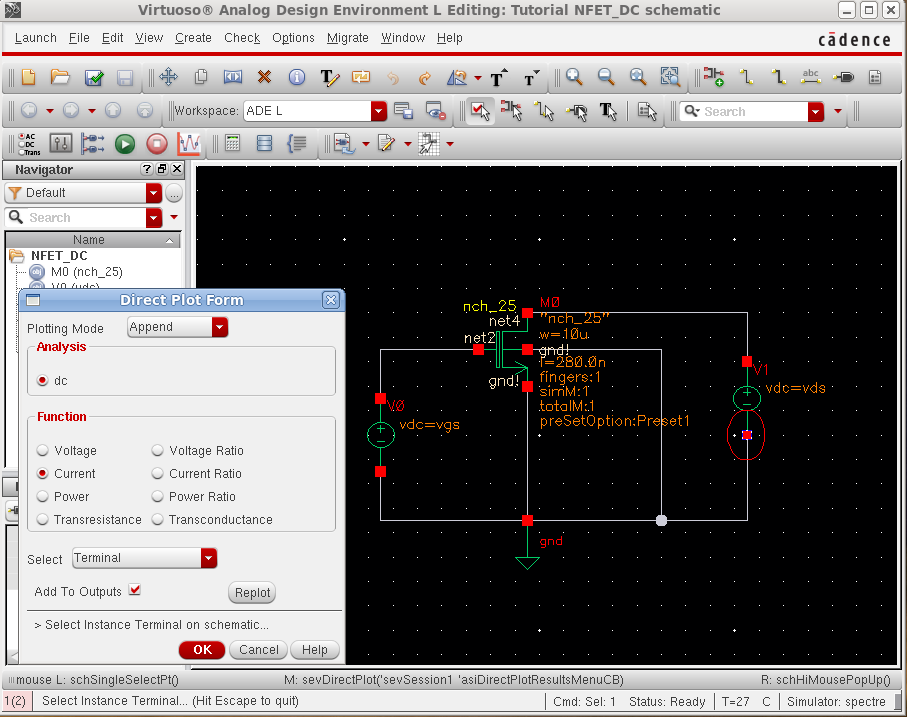 Virtuoso® Analog Design Environment L Editing: Tutorial NFET_DC schematic
Launch File Edit View Create Check Options Migrate Window Help
cādence
Workspace: ADE L
Search
AC
DC
Trans
Navigator
Default
Search
Name
NFET_DC
M0 (nch_25)
V0 (vdc)
Direct Plot Form
Plotting Mode Append
Analysis
dc
Function
Voltage Voltage Ratio
Current Current Ratio
Power Power Ratio
Transresistance Transconductance
Select Terminal
Add To Outputs Replot
> Select Instance Terminal on schematic...
OK Cancel Help
nch_25 M0
net4 "nch_25"
w=.10u
net2 gnd!
l=280.0n
gnd! fingers:1
simM:1
totalM:1
preSetOption:Preset1
V0
vdc=vgs
V1
vdc=vds
gnd
mouse L: schSingleSelectPt() M: sevDirectPlot('sevSession1 'asiDirectPlotResultsMenuCB) R: schHiMousePopUp()
1(2) Select Instance Terminal... (Hit Escape to quit) Cmd: Sel: 1 Status: Ready T=27 C Simulator: spectre